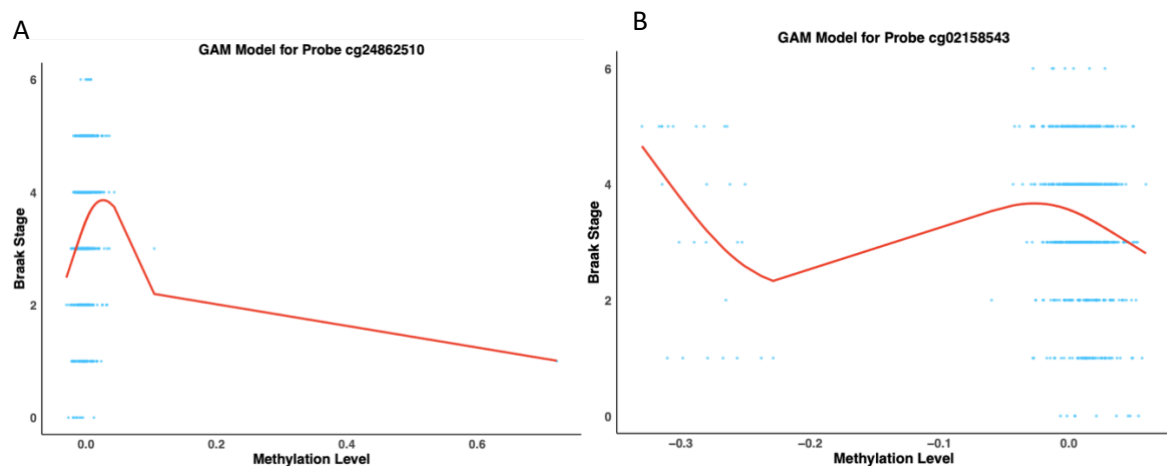 A
GAM Model for Probe cg24862510
Braak Stage
6
4
2
0
0.0 0.2 0.4 0.6
Methylation Level
B
GAM Model for Probe cg02158543
Braak Stage
6
4
2
0
−0.3 −0.2 −0.1 0.0
Methylation Level